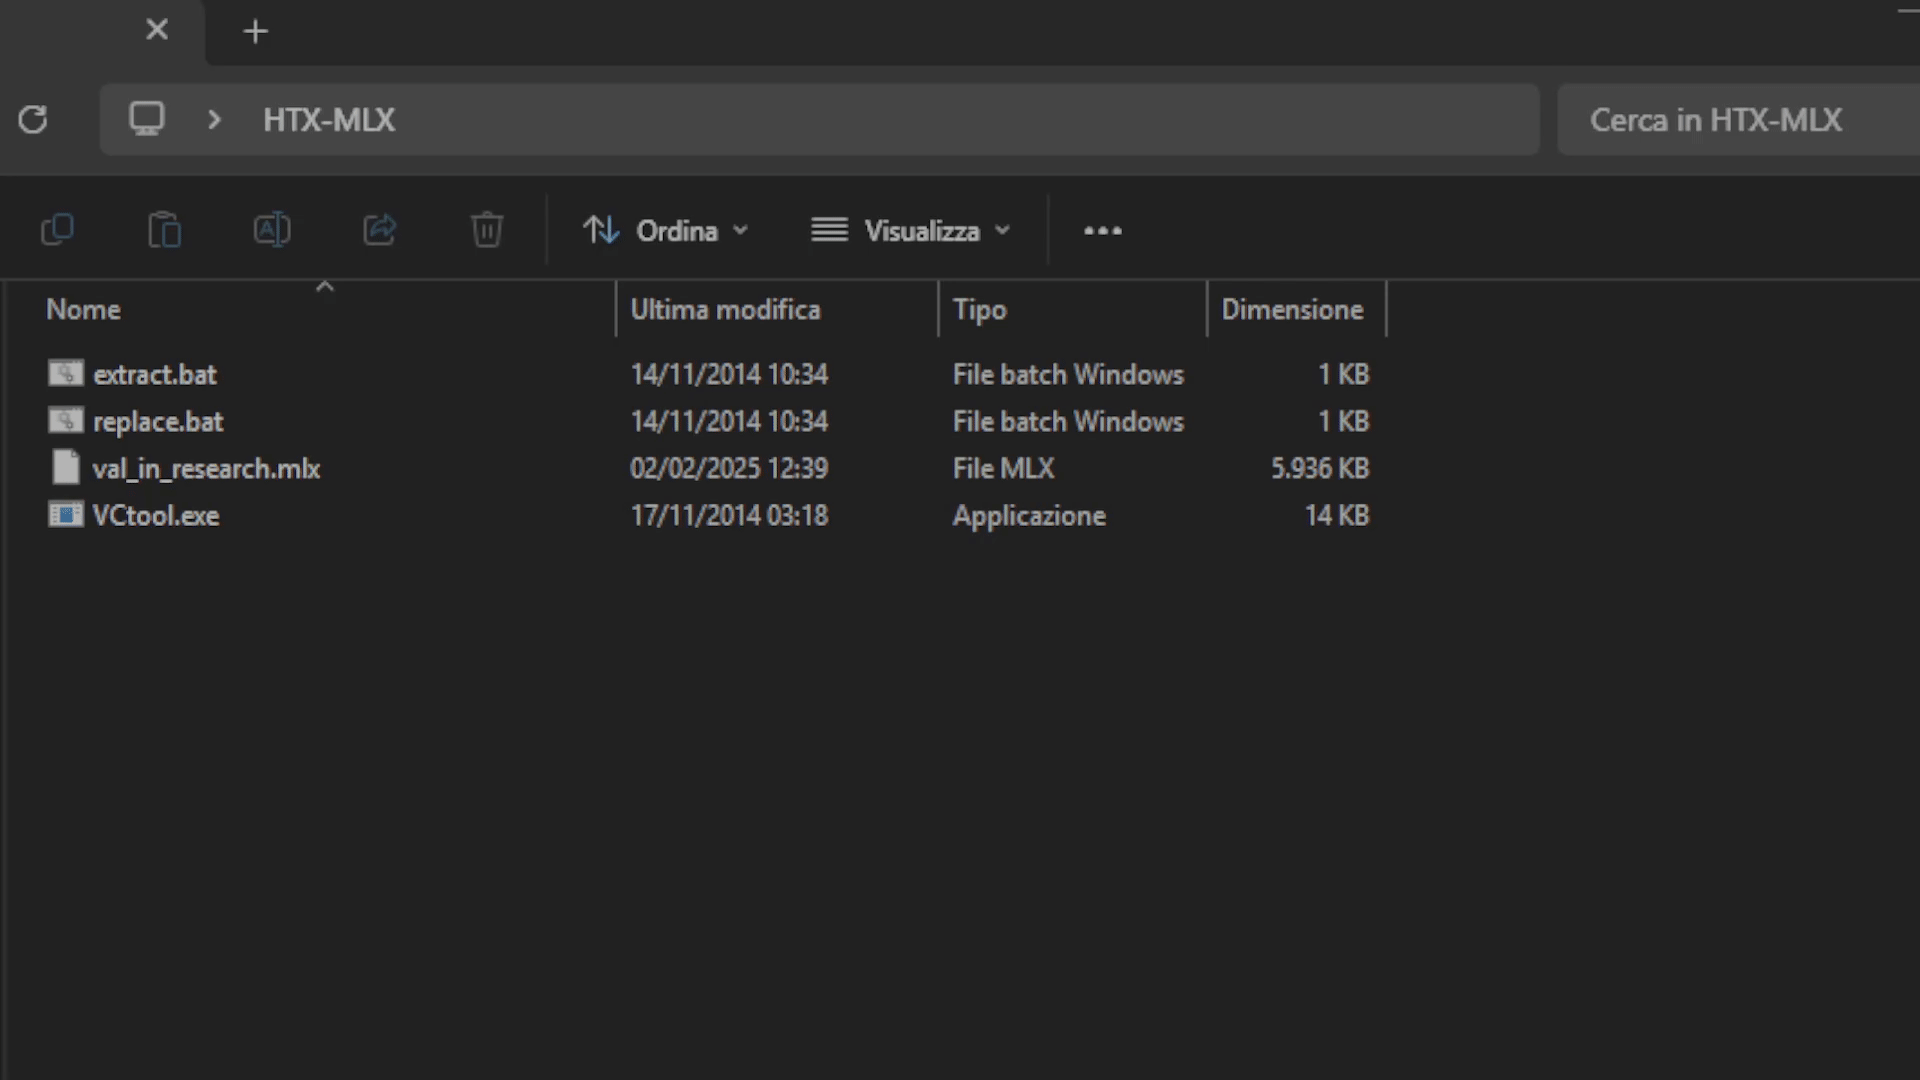 HTX-MLX
Cerca in HTX-MLX
Ordina
Visualizza
Nome Ultima modifica Tipo Dimensione
extract.bat 14/11/2014 10:34 File batch Windows 1 KB
replace.bat 14/11/2014 10:34 File batch Windows 1 KB
val_in_research.mlx 02/02/2025 12:39 File MLX 5.936 KB
VCtool.exe 17/11/2014 03:18 Applicazione 14 KB